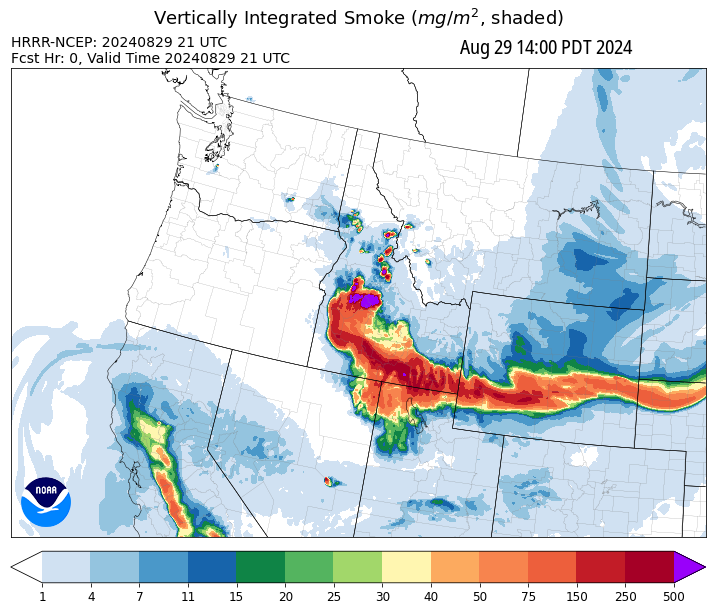 Vertically Integrated Smoke (mg/m², shaded)
HRRR-NCEP: 20240829 21 UTC
Aug 29 14:00 PDT 2024
Fcst Hr: 0, Valid Time 20240829 21 UTC
NOAA
1 4 7 11 15 20 25 30 40 50 75 150 250 500